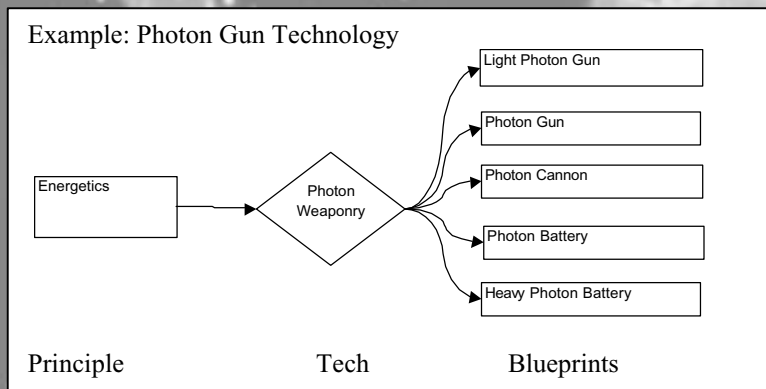 Example: Photon Gun Technology
Light Photon Gun
Photon Gun
Energetics
Photon
Weaponry
Photon Cannon
Photon Battery
Heavy Photon Battery
Principle
Tech
Blueprints